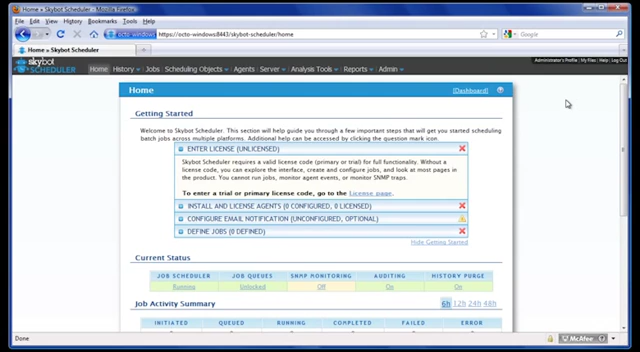 Home » Skybot Scheduler - Mozilla Firefox
File Edit View History Bookmarks Tools Help
octo-windows https://octo-windows:8443/skybot-scheduler/home
Google
Home » Skybot Scheduler
skybot SCHEDULER
Administrator's Profile | My Files | Help | Log Out
Home History Jobs Scheduling Objects Agents Server Analysis Tools Reports Admin
Home [Dashboard]
Getting Started
Welcome to Skybot Scheduler. This section will help guide you through a few important steps that will get you started scheduling
batch jobs across multiple platforms. Additional help can be accessed by clicking the question mark icon.
ENTER LICENSE (UNLICENSED)
Skybot Scheduler requires a valid license code (primary or trial) for full functionality. Without a
license code, you can explore the interface, create and configure jobs, and look at most pages in the
product. You cannot run jobs, monitor agent events, or monitor SNMP traps.
To enter a trial or primary license code, go to the License page.
INSTALL AND LICENSE AGENTS (0 CONFIGURED, 0 LICENSED)
CONFIGURE EMAIL NOTIFICATION (UNCONFIGURED, OPTIONAL)
DEFINE JOBS (0 DEFINED)
Hide Getting Started
Current Status
JOB SCHEDULER JOB QUEUES SNMP MONITORING AUDITING HISTORY PURGE
Running Unlocked Off On On
Job Activity Summary 6h 12h 24h 48h
INITIATED QUEUED RUNNING COMPLETED FAILED ERROR
Done McAfee